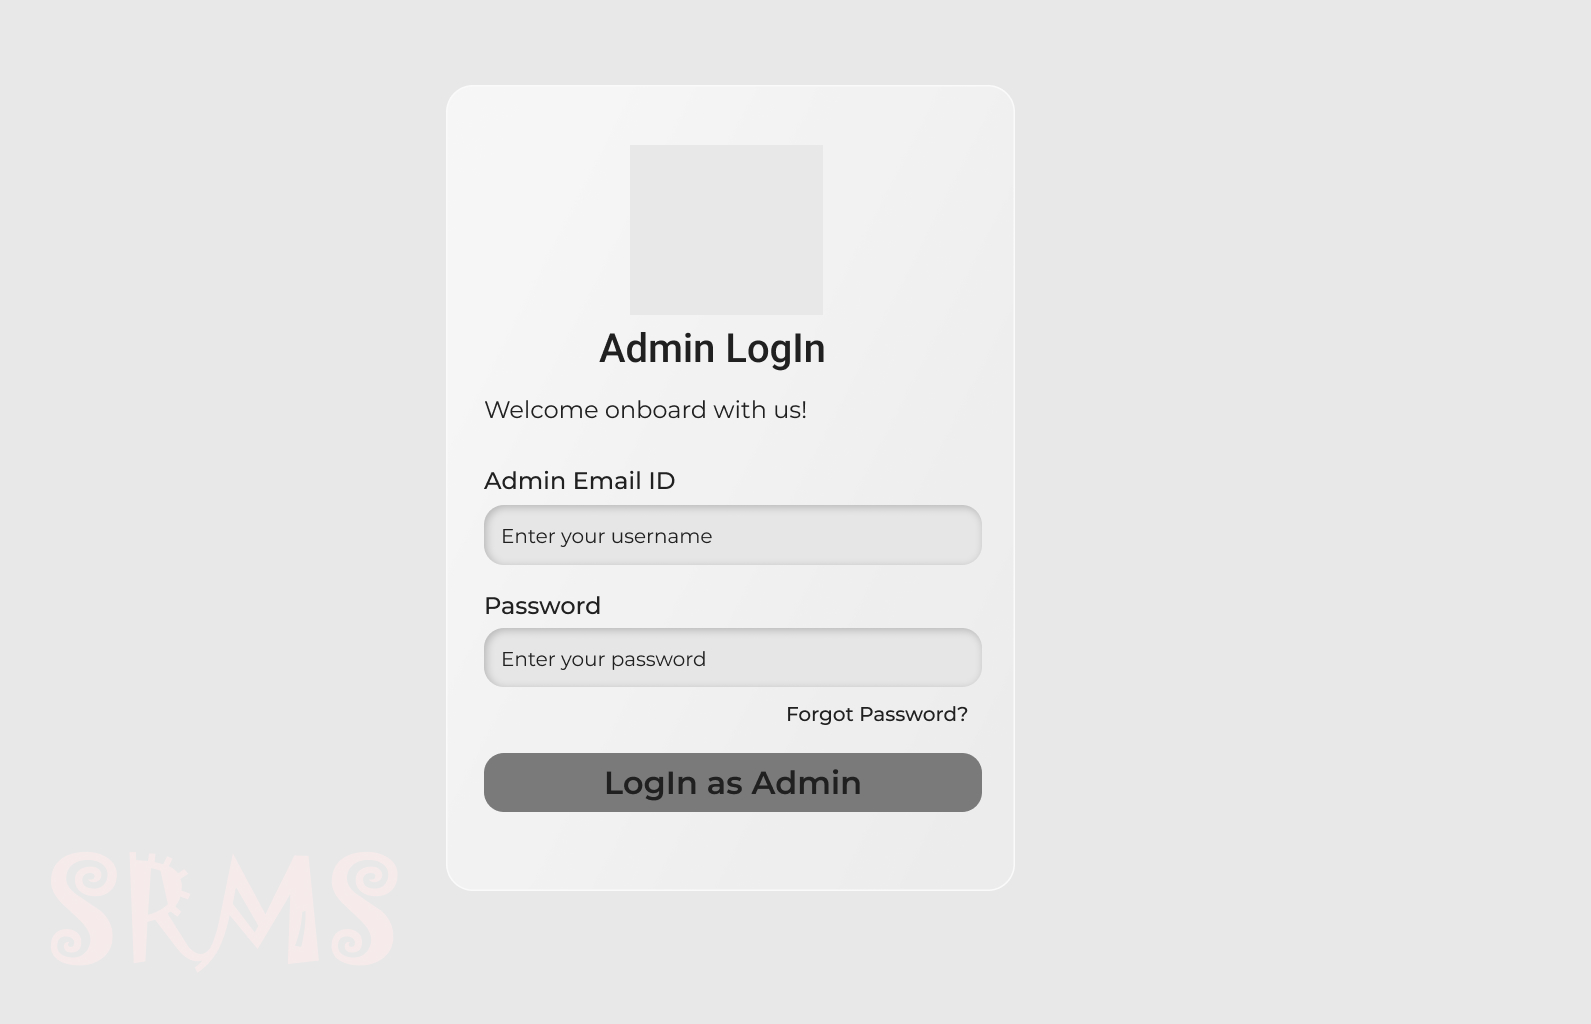 Admin LogIn
Welcome onboard with us!
Admin Email ID
Enter your username
Password
Enter your password
Forgot Password?
LogIn as Admin
SRMS